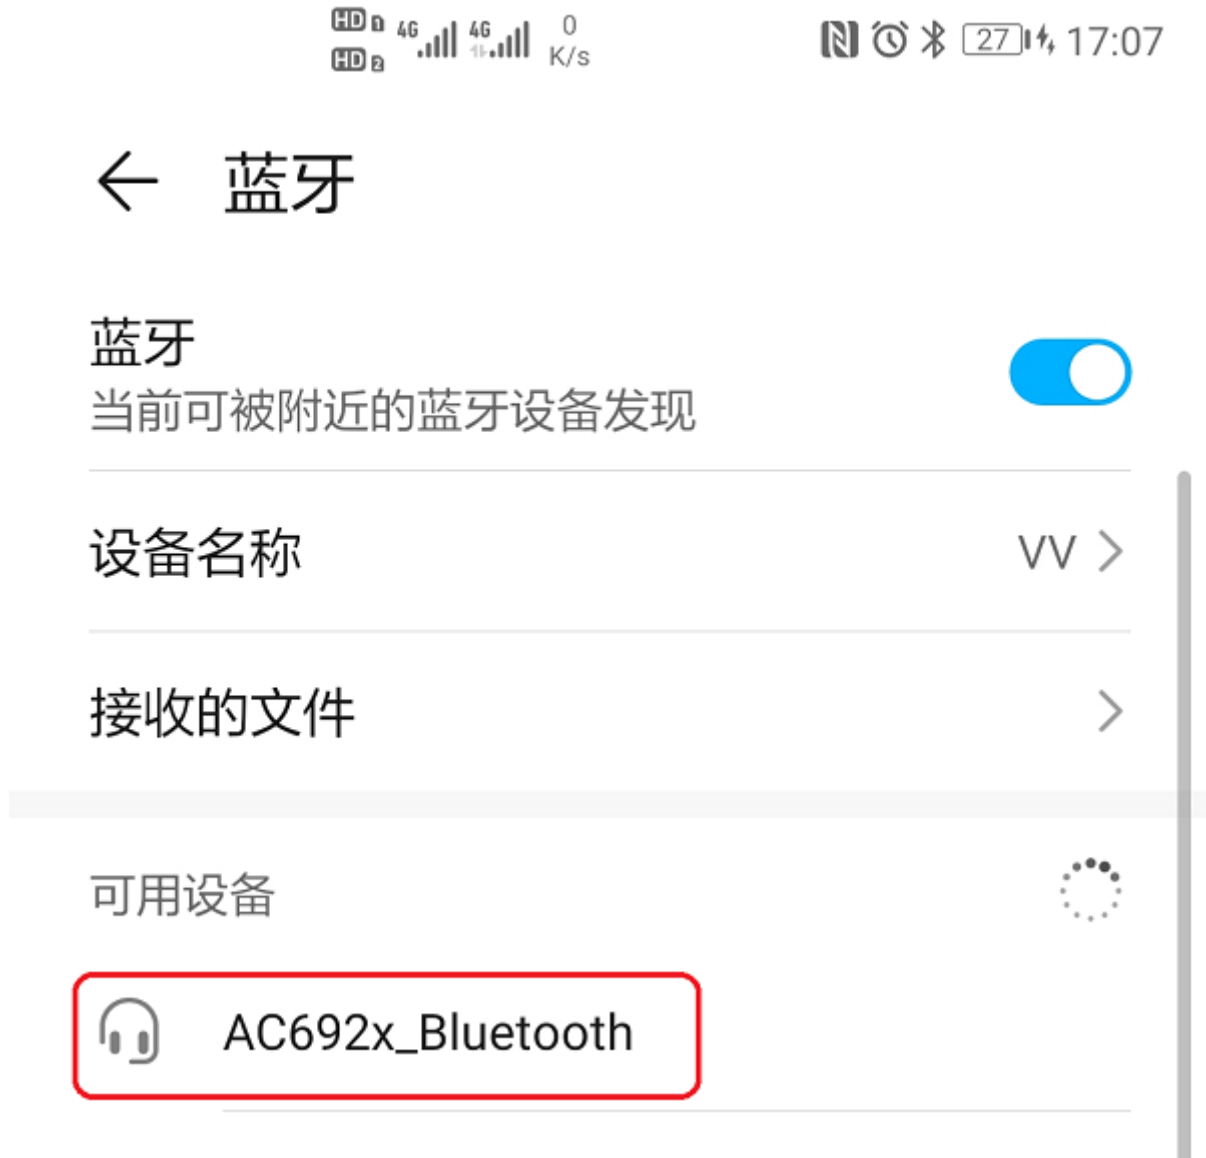 HD 1 4G 4G 0 27 17:07
HD 2 K/s
蓝牙
蓝牙
当前可被附近的蓝牙设备发现
设备名称 VV
接收的文件
可用设备
AC692x_Bluetooth